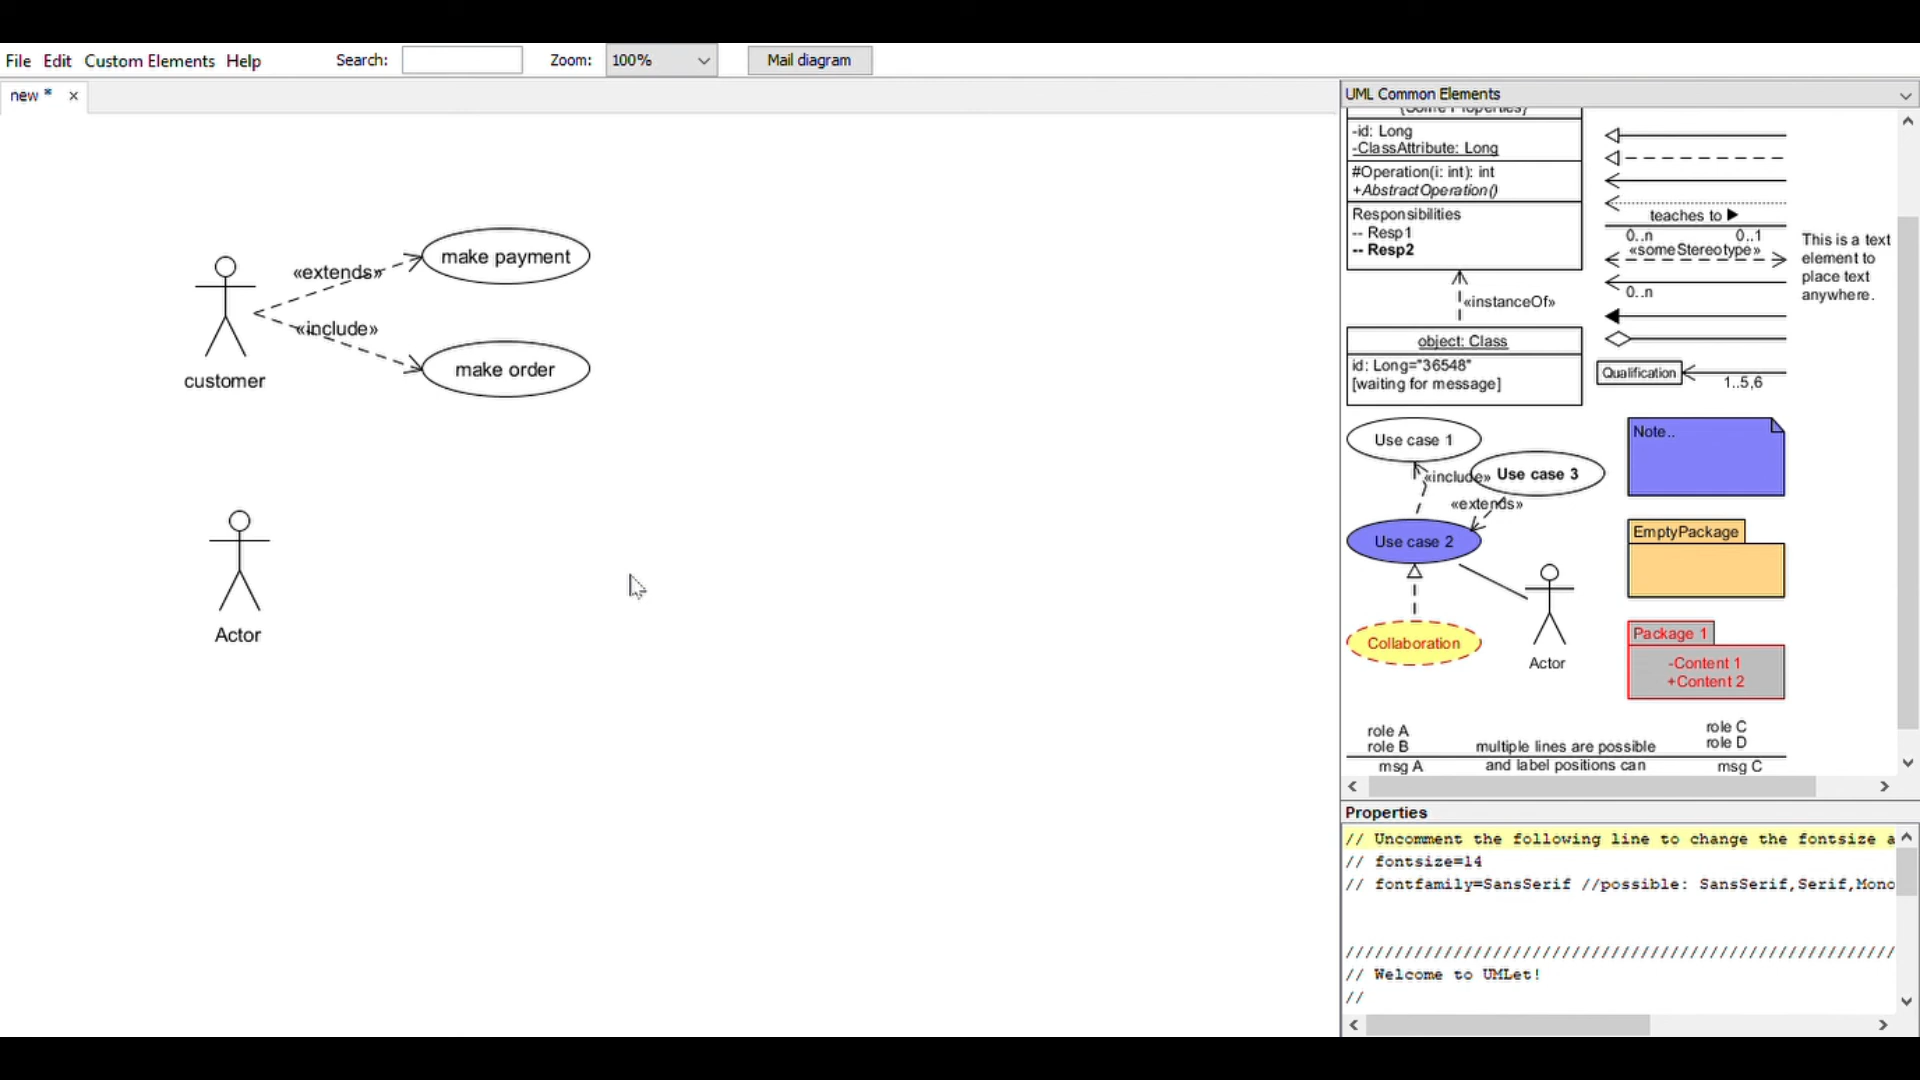 File Edit Custom Elements Help Search: Zoom: 100% Mail diagram
new *
«extends»
make payment
«include»
make order
customer
Actor
UML Common Elements
{Some Properties}
-id: Long
-ClassAttribute: Long
#Operation(i: int): int
+AbstractOperation()
Responsibilities
-- Resp1
-- Resp2
«instanceOf»
object: Class
id: Long="36548"
[waiting for message]
teaches to
0..n 0..1
«someStereotype»
0..n
Qualification
1..5,6
This is a text
element to
place text
anywhere.
Use case 1
«include»
Use case 3
«extends»
Use case 2
Collaboration
Actor
Note..
EmptyPackage
Package 1
-Content 1
+Content 2
role A
role B
msg A
multiple lines are possible
and label positions can
role C
role D
msg C
Properties
// Uncomment the following line to change the fontsize a
// fontsize=14
// fontfamily=SansSerif //possible: SansSerif,Serif,Mono
////////////////////////////////////////////////////////
// Welcome to UMLet!
//